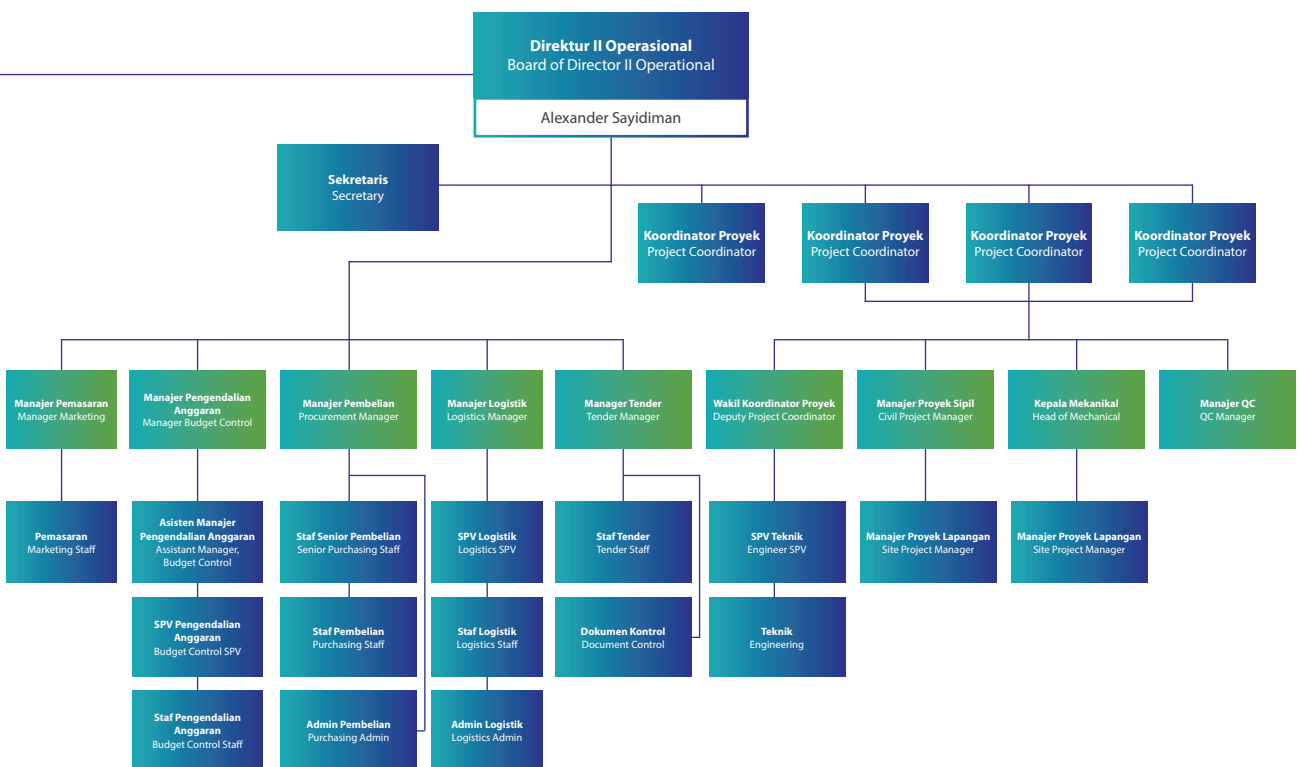 Direktur II Operasional
Board of Director II Operational
Alexander Sayidiman
Sekretaris
Secretary
Koordinator Proyek
Project Coordinator
Koordinator Proyek
Project Coordinator
Koordinator Proyek
Project Coordinator
Koordinator Proyek
Project Coordinator
Manajer Pemasaran
Manager Marketing
Manajer Pengendalian
Anggaran
Manager Budget Control
Manajer Pembelian
Procurement Manager
Manajer Logistik
Logistics Manager
Manager Tender
Tender Manager
Wakil Koordinator Proyek
Deputy Project Coordinator
Manajer Proyek Sipil
Civil Project Manager
Kepala Mekanikal
Head of Mechanical
Manajer QC
QC Manager
Pemasaran
Marketing Staff
Asisten Manajer
Pengendalian Anggaran
Assistant Manager,
Budget Control
Staf Senior Pembelian
Senior Purchasing Staff
SPV Logistik
Logistics SPV
Staf Tender
Tender Staff
SPV Teknik
Engineer SPV
Manajer Proyek Lapangan
Site Project Manager
Manajer Proyek Lapangan
Site Project Manager
SPV Pengendalian
Anggaran
Budget Control SPV
Staf Pembelian
Purchasing Staff
Staf Logistik
Logistics Staff
Dokumen Kontrol
Document Control
Teknik
Engineering
Staf Pengendalian
Anggaran
Budget Control Staff
Admin Pembelian
Purchasing Admin
Admin Logistik
Logistics Admin